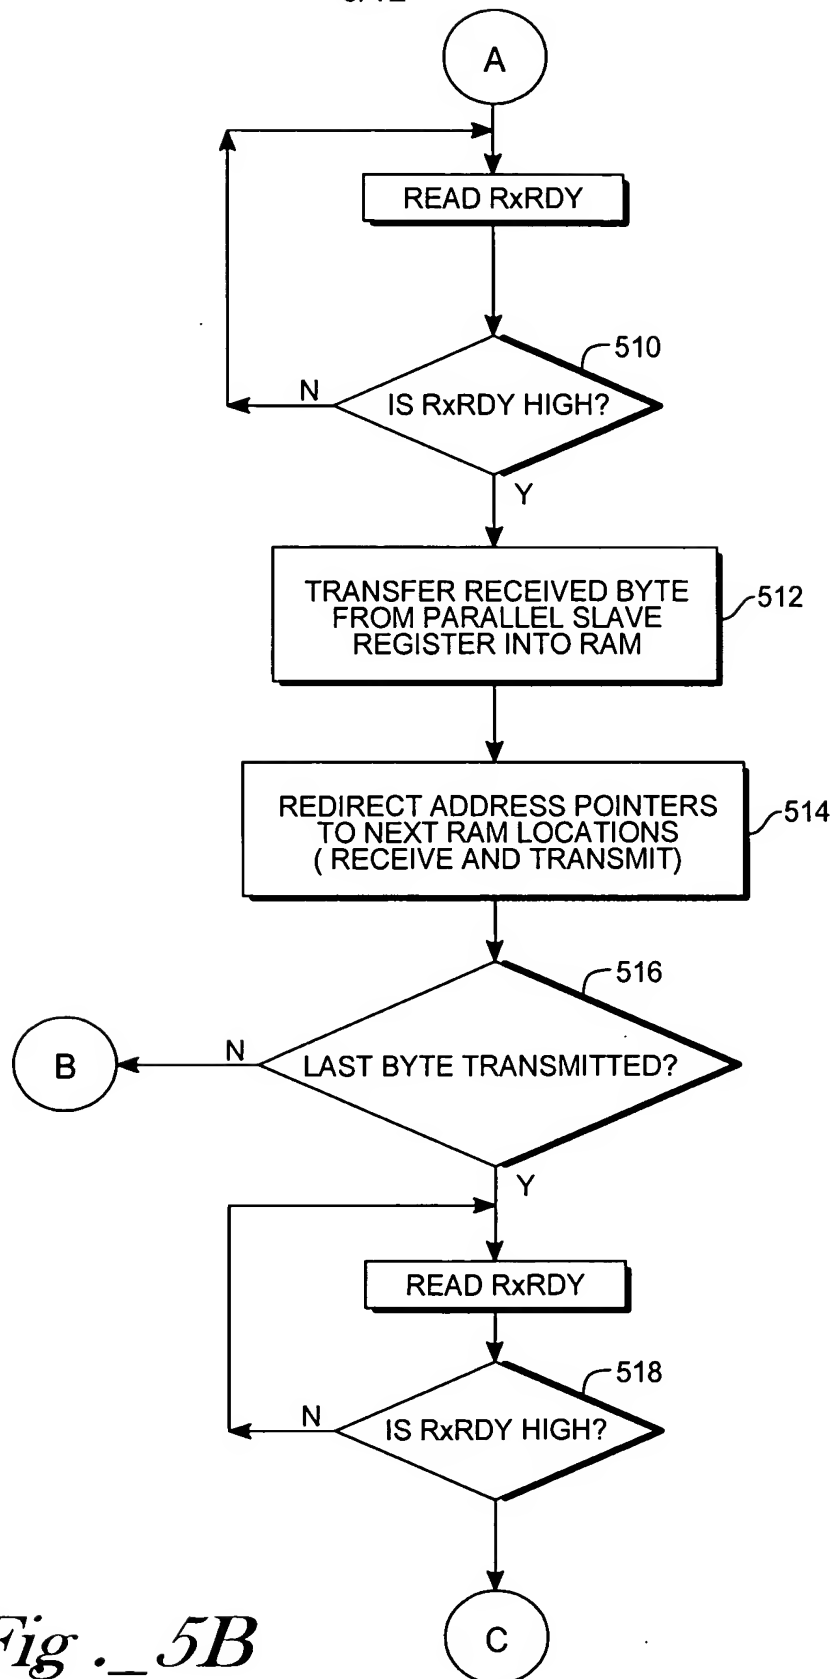 A
READ RxRDY
510
IS RxRDY HIGH?
N
Y
TRANSFER RECEIVED BYTE
FROM PARALLEL SLAVE
REGISTER INTO RAM
512
REDIRECT ADDRESS POINTERS
TO NEXT RAM LOCATIONS
( RECEIVE AND TRANSMIT)
514
516
B
N
LAST BYTE TRANSMITTED?
Y
READ RxRDY
518
N
IS RxRDY HIGH?
C
Fig ._5B